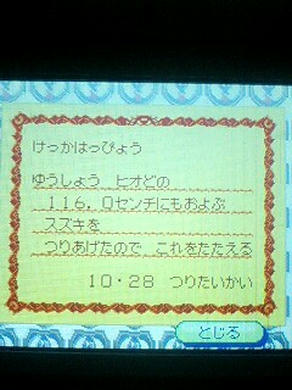 けっかはっぴょう
ゆうしょう ヒオどの
116.0センチにもおよぶ
スズキを
つりあげたので これをたたえる
10・28 つりたいかい
とじる